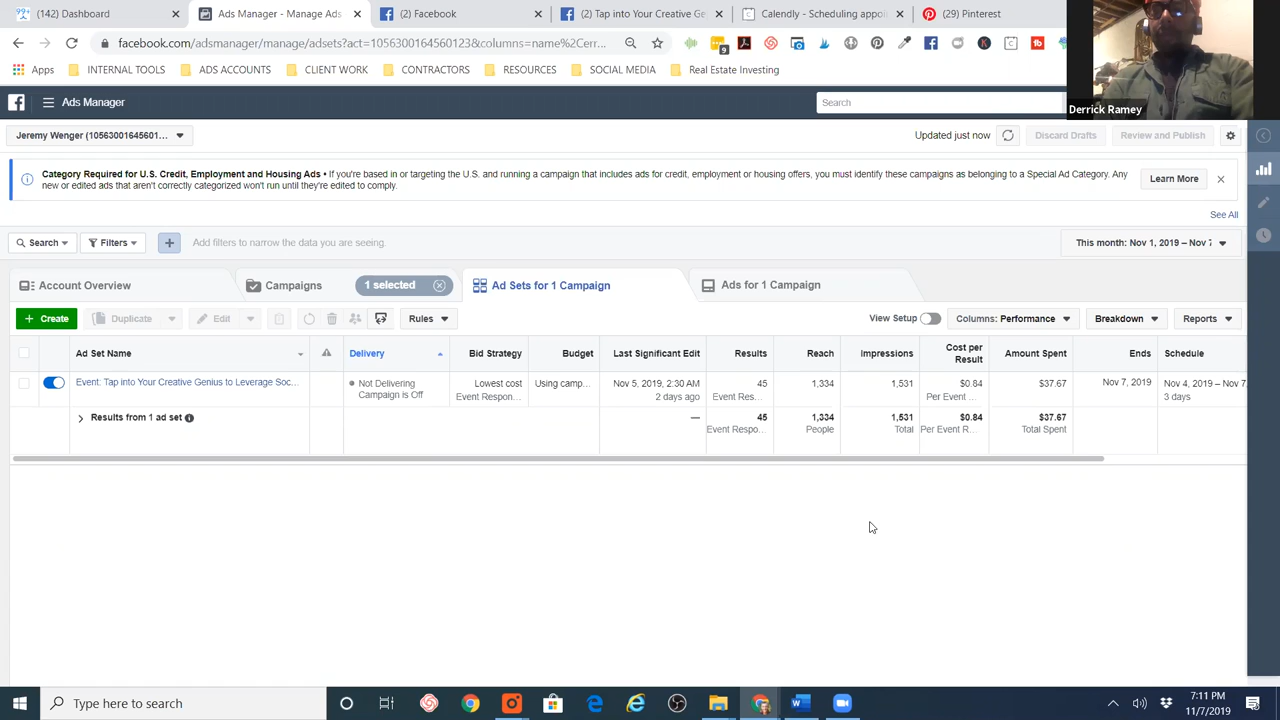 (142) Dashboard
Ads Manager - Manage Ads
(2) Facebook
(2) Tap into Your Creative Ge
Calendly - Scheduling appoi
(29) Pinterest
facebook.com/adsmanager/manage/adsets?act=1056300164560123&columns=name%2Cerr...
9
Apps
INTERNAL TOOLS
ADS ACCOUNTS
CLIENT WORK
CONTRACTORS
RESOURCES
SOCIAL MEDIA
Real Estate Investing
Derrick Ramey
Ads Manager
Search
Jeremy Wenger (10563001645601...
Updated just now
Discard Drafts
Review and Publish
Category Required for U.S. Credit, Employment and Housing Ads • If you're based in or targeting the U.S. and running a campaign that includes ads for credit, employment or housing offers, you must identify these campaigns as belonging to a Special Ad Category. Any
new or edited ads that aren't correctly categorized won't run until they're edited to comply.
Learn More
See All
Search
Filters
Add filters to narrow the data you are seeing.
This month: Nov 1, 2019 – Nov 7
Account Overview
Campaigns
1 selected
Ad Sets for 1 Campaign
Ads for 1 Campaign
+ Create
Duplicate
Edit
Rules
View Setup
Columns: Performance
Breakdown
Reports
Ad Set Name
Delivery
Bid Strategy
Budget
Last Significant Edit
Results
Reach
Impressions
Cost per
Result
Amount Spent
Ends
Schedule
Event: Tap into Your Creative Genius to Leverage Soc...
Not Delivering
Campaign Is Off
Lowest cost
Event Respon...
Using camp...
Nov 5, 2019, 2:30 AM
2 days ago
45
Event Res...
1,334
1,531
$0.84
Per Event ...
$37.67
Nov 7, 2019
Nov 4, 2019 – Nov 7
3 days
Results from 1 ad set
—
45
Event Respo...
1,334
People
1,531
Total
$0.84
Per Event R...
$37.67
Total Spent
Type here to search
7:11 PM
11/7/2019